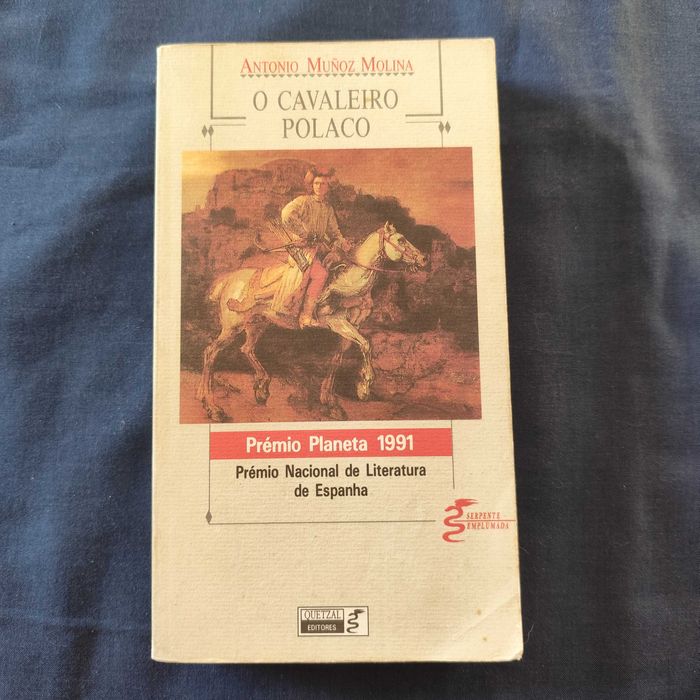 ANTONIO MUÑOZ MOLINA
O CAVALEIRO
POLACO
Prémio Planeta 1991
Prémio Nacional de Literatura
de Espanha
SERPENTE
EMPLUMADA
QUETZAL
EDITORES